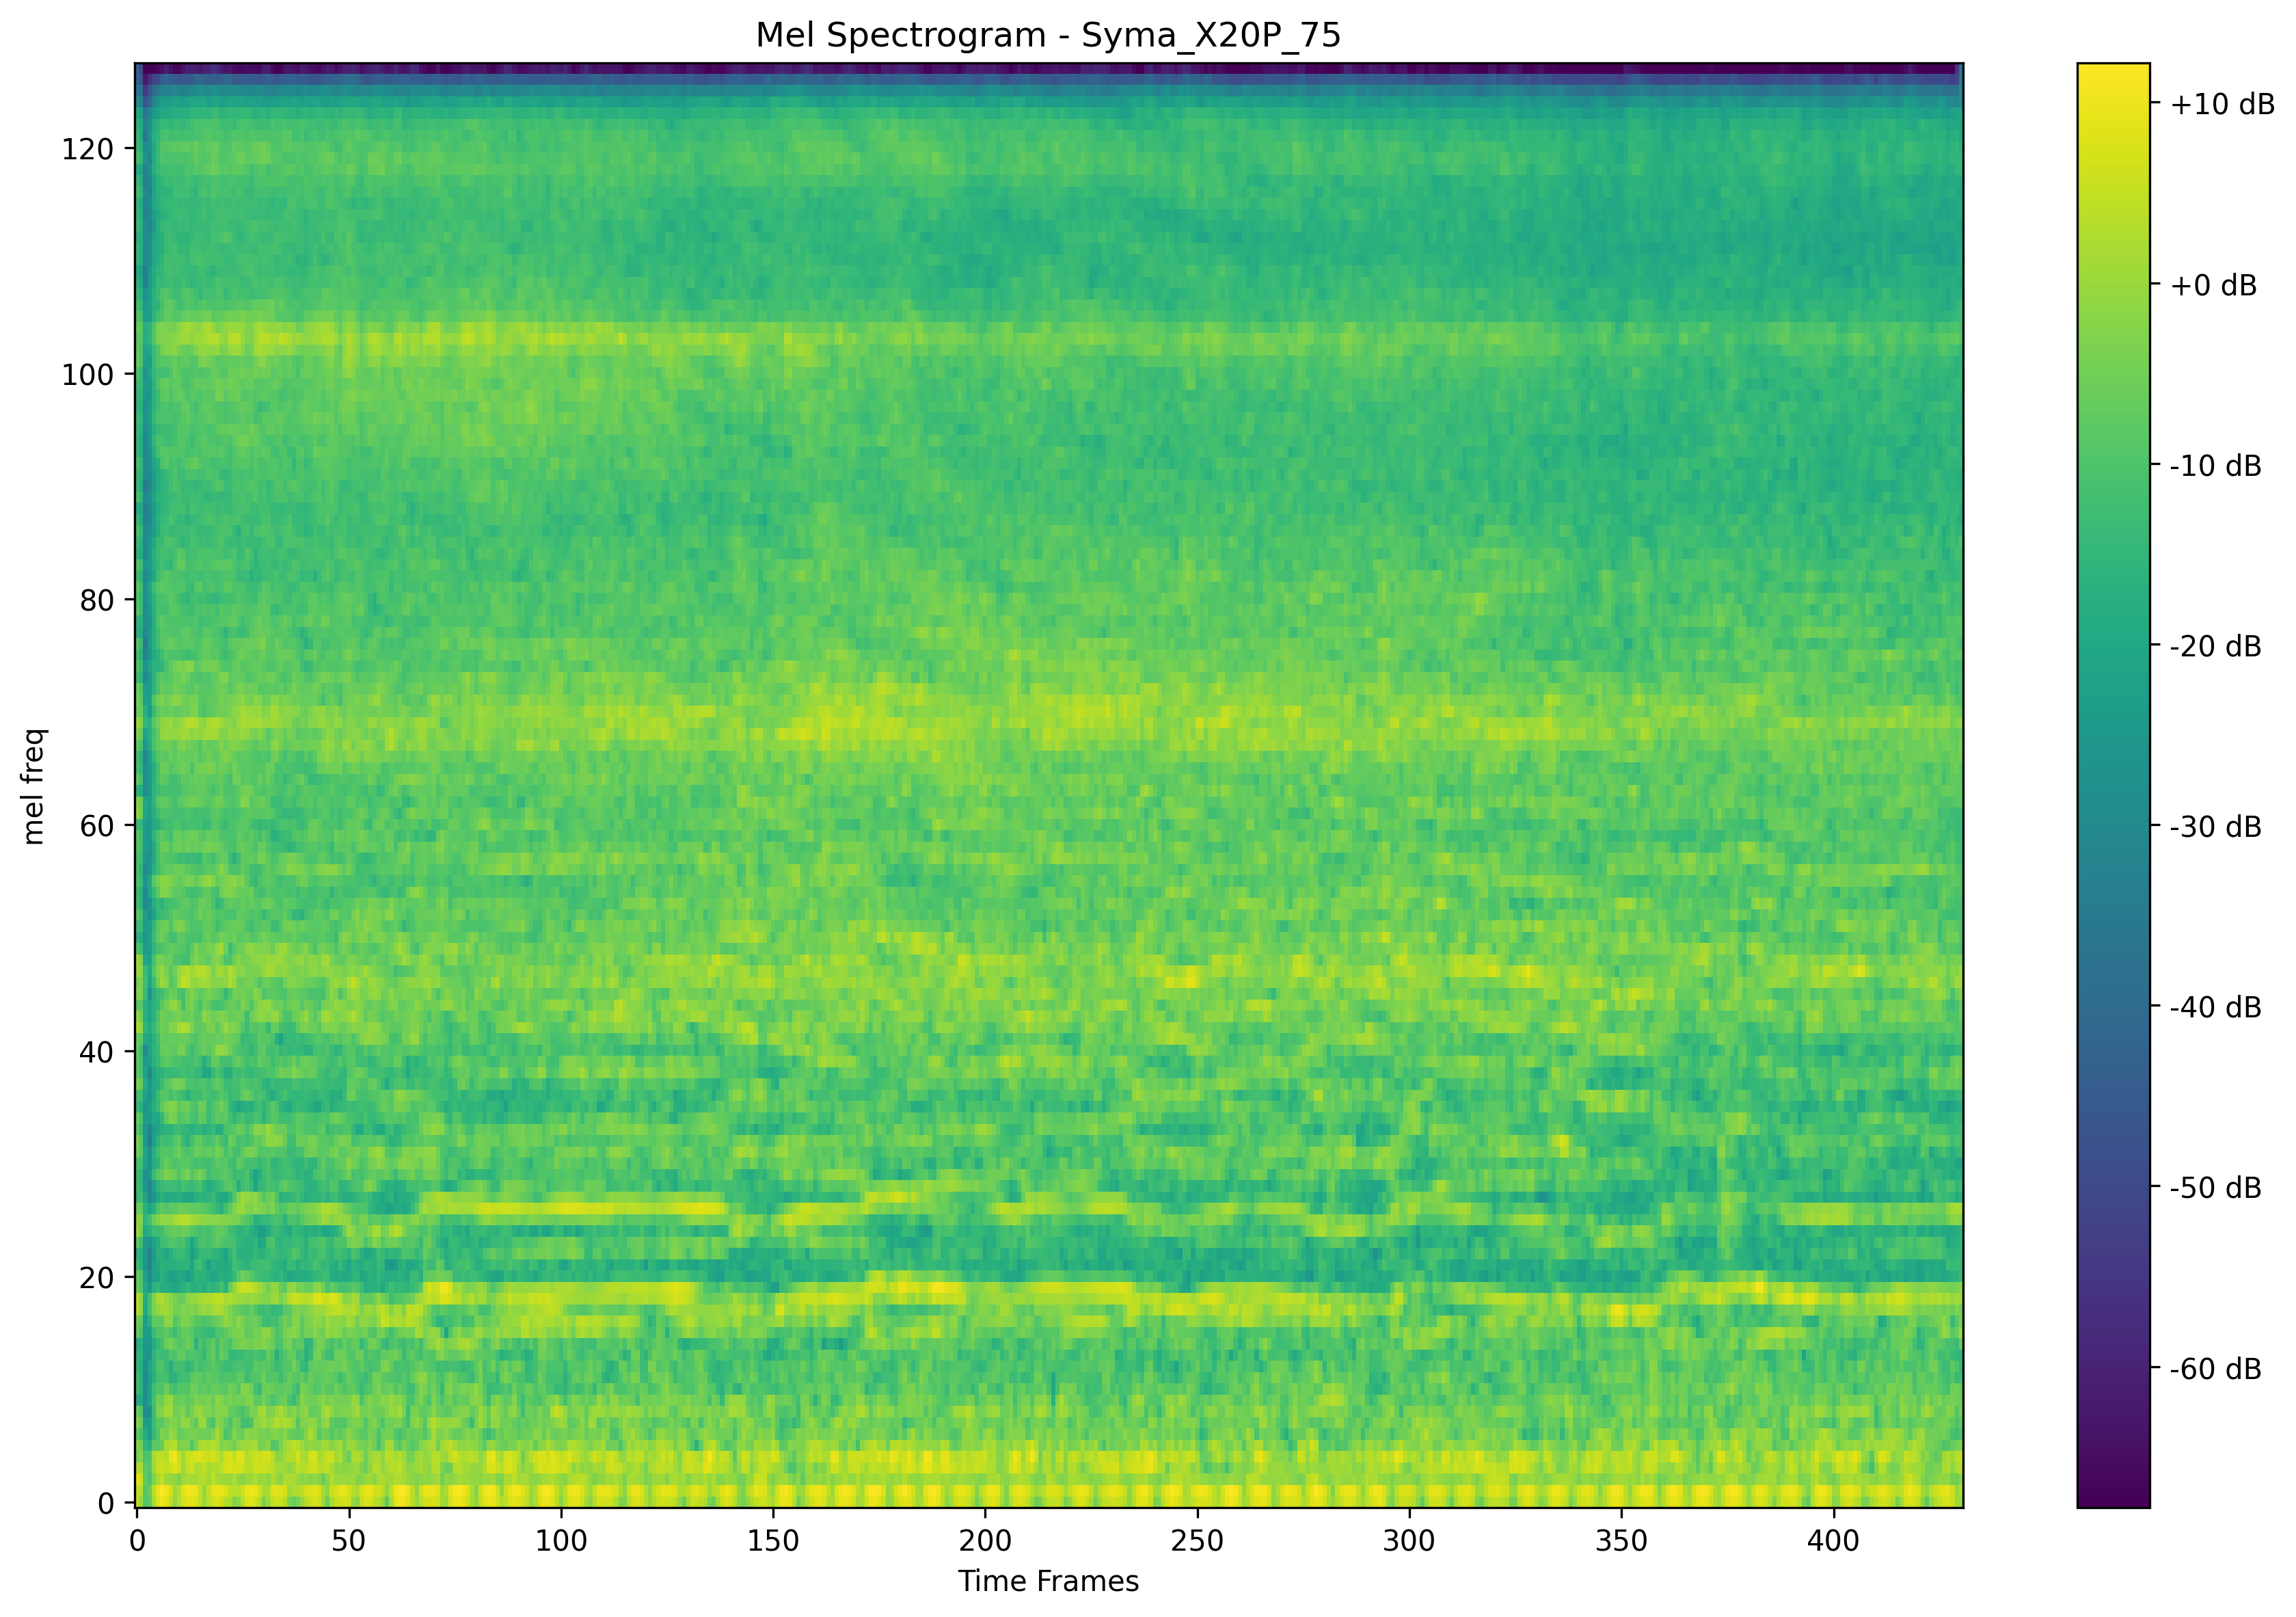 Mel Spectrogram - Syma_X20P_75
mel freq
120
100
80
60
40
20
0
0 50 100 150 200 250 300 350 400
Time Frames
+10 dB
+0 dB
-10 dB
-20 dB
-30 dB
-40 dB
-50 dB
-60 dB